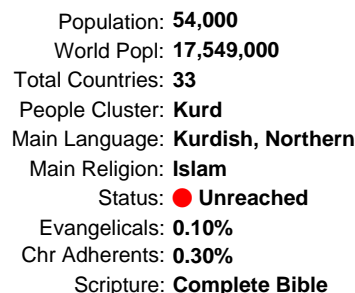 Population: 54,000
World Popl: 17,549,000
Total Countries: 33
People Cluster: Kurd
Main Language: Kurdish, Northern
Main Religion: Islam
Status: Unreached
Evangelicals: 0.10%
Chr Adherents: 0.30%
Scripture: Complete Bible